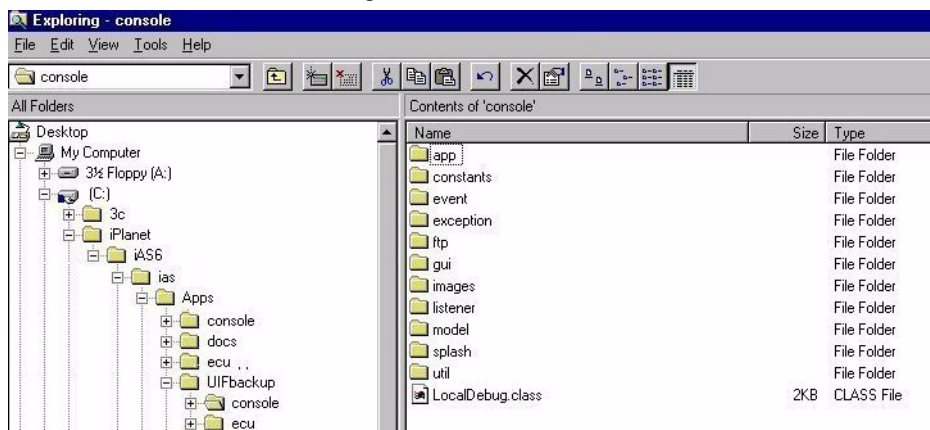 Exploring - console
File Edit View Tools Help
console
All Folders
Contents of 'console'
Desktop
My Computer
3½ Floppy (A:)
(C:)
3c
iPlanet
iAS6
ias
Apps
console
docs
ecu . .
UIFbackup
console
ecu
Name Size Type
app File Folder
constants File Folder
event File Folder
exception File Folder
ftp File Folder
gui File Folder
images File Folder
listener File Folder
model File Folder
splash File Folder
util File Folder
LocalDebug.class 2KB CLASS File